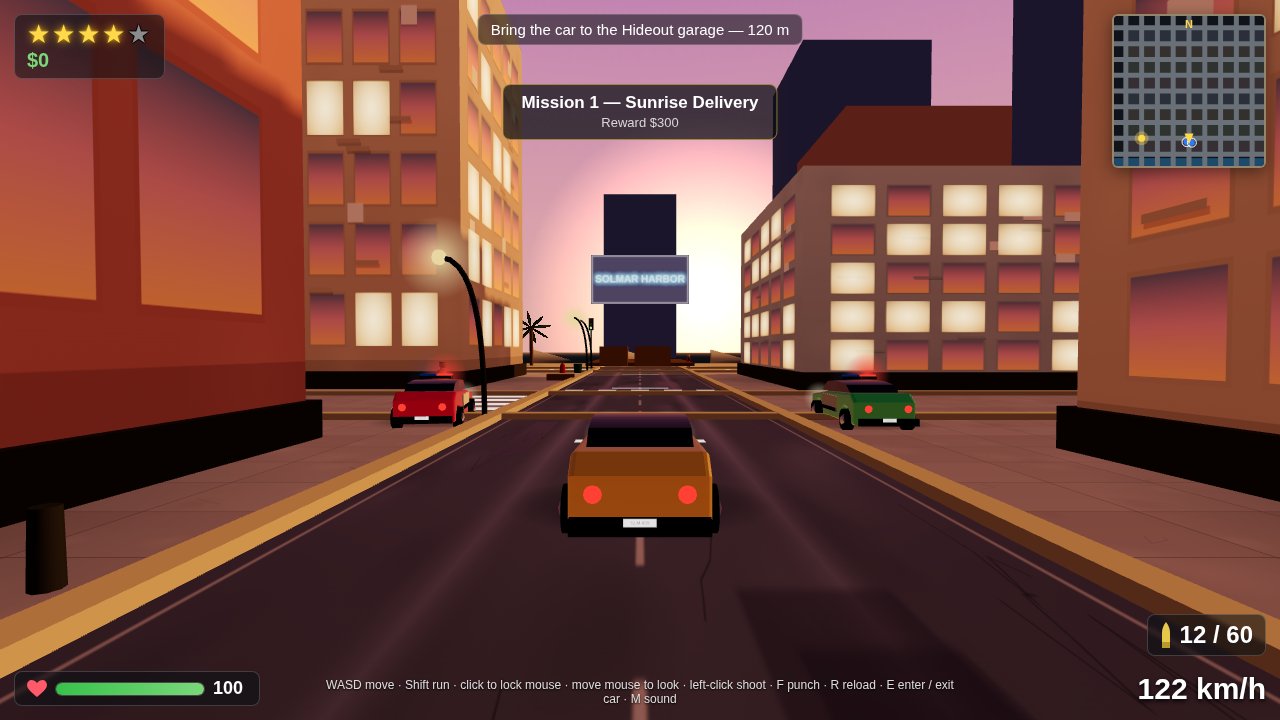 $0
Bring the car to the Hideout garage — 120 m
N
Mission 1 — Sunrise Delivery
Reward $300
SOLMAR HARBOR
12 / 60
100
WASD move · Shift run · click to lock mouse · move mouse to look · left-click shoot · F punch · R reload · E enter / exit
car · M sound
122 km/h